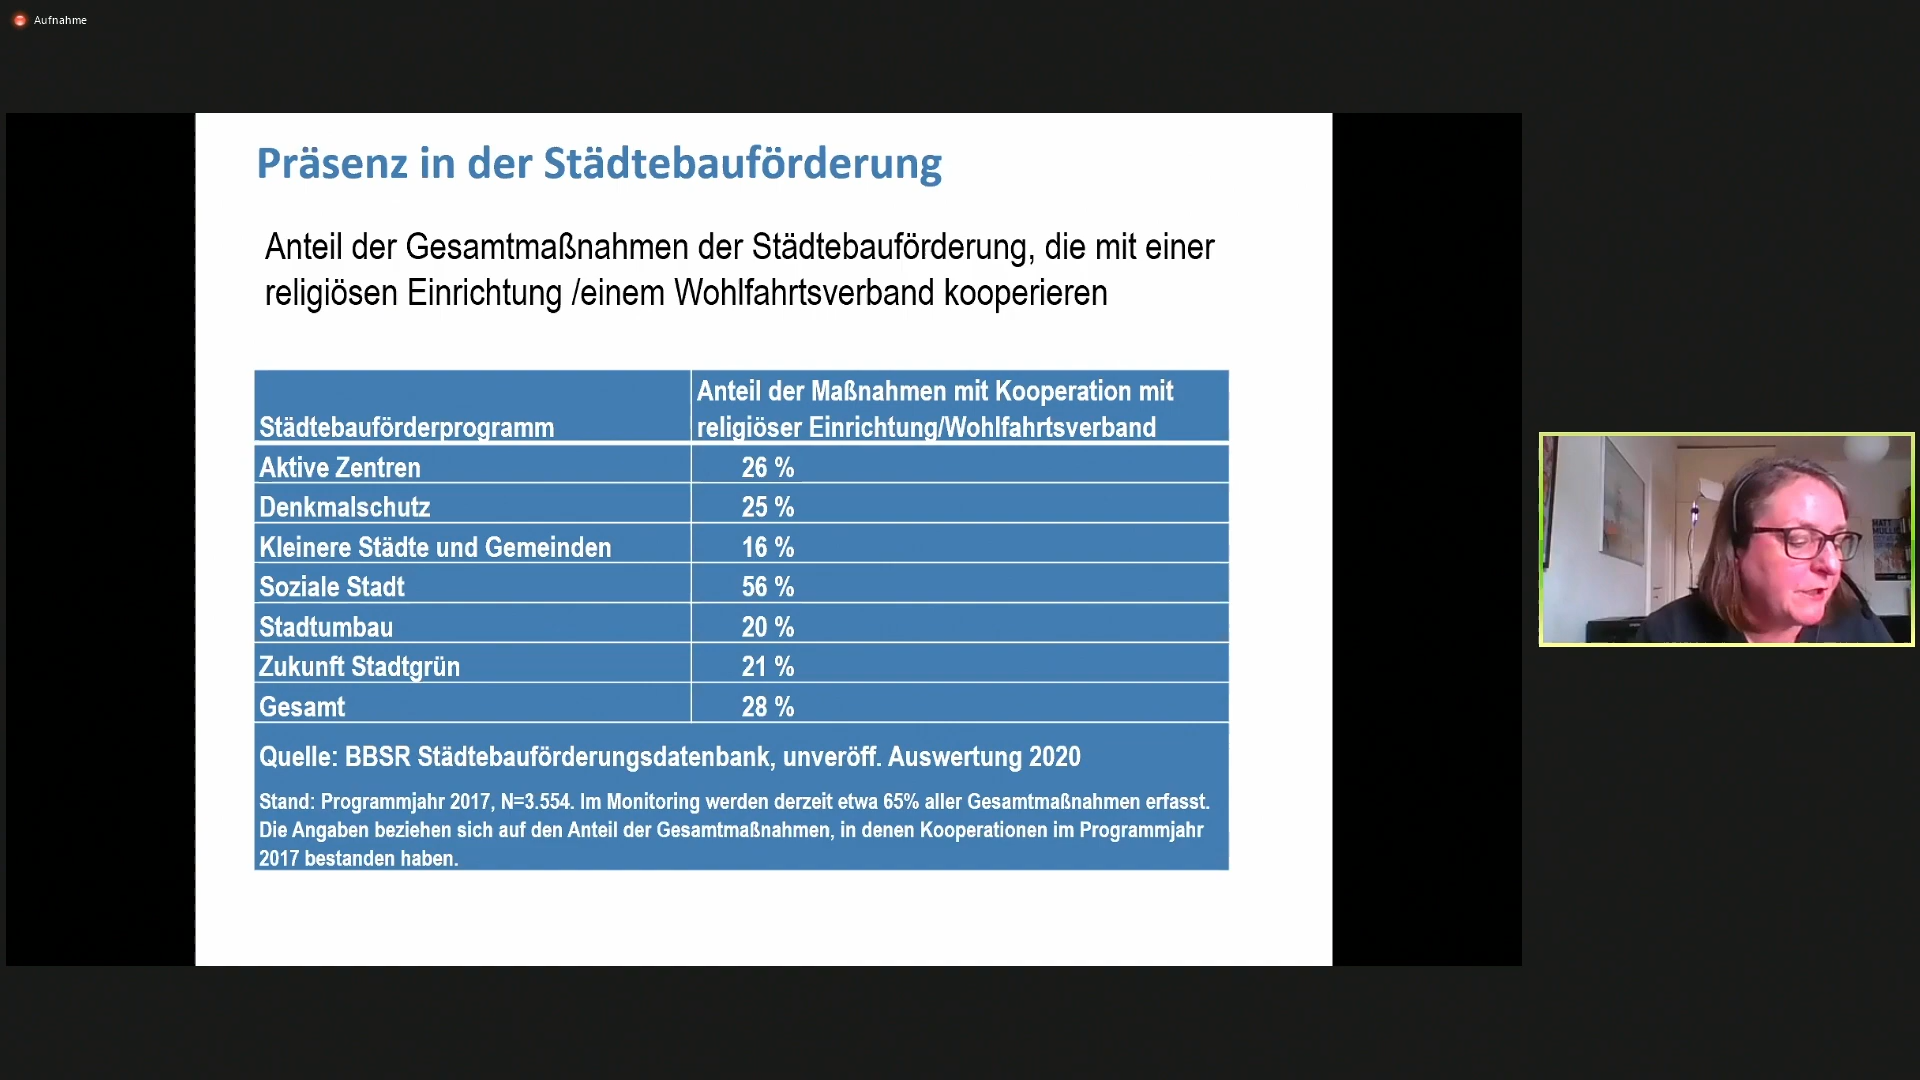 Aufnahme
Präsenz in der Städtebauförderung
Anteil der Gesamtmaßnahmen der Städtebauförderung, die mit einer
religiösen Einrichtung /einem Wohlfahrtsverband kooperieren
Städtebauförderprogramm
Anteil der Maßnahmen mit Kooperation mit
religiöser Einrichtung/Wohlfahrtsverband
Aktive Zentren 26 %
Denkmalschutz 25 %
Kleinere Städte und Gemeinden 16 %
Soziale Stadt 56 %
Stadtumbau 20 %
Zukunft Stadtgrün 21 %
Gesamt 28 %
Quelle: BBSR Städtebauförderungsdatenbank, unveröff. Auswertung 2020
Stand: Programmjahr 2017, N=3.554. Im Monitoring werden derzeit etwa 65% aller Gesamtmaßnahmen erfasst.
Die Angaben beziehen sich auf den Anteil der Gesamtmaßnahmen, in denen Kooperationen im Programmjahr
2017 bestanden haben.
MATT